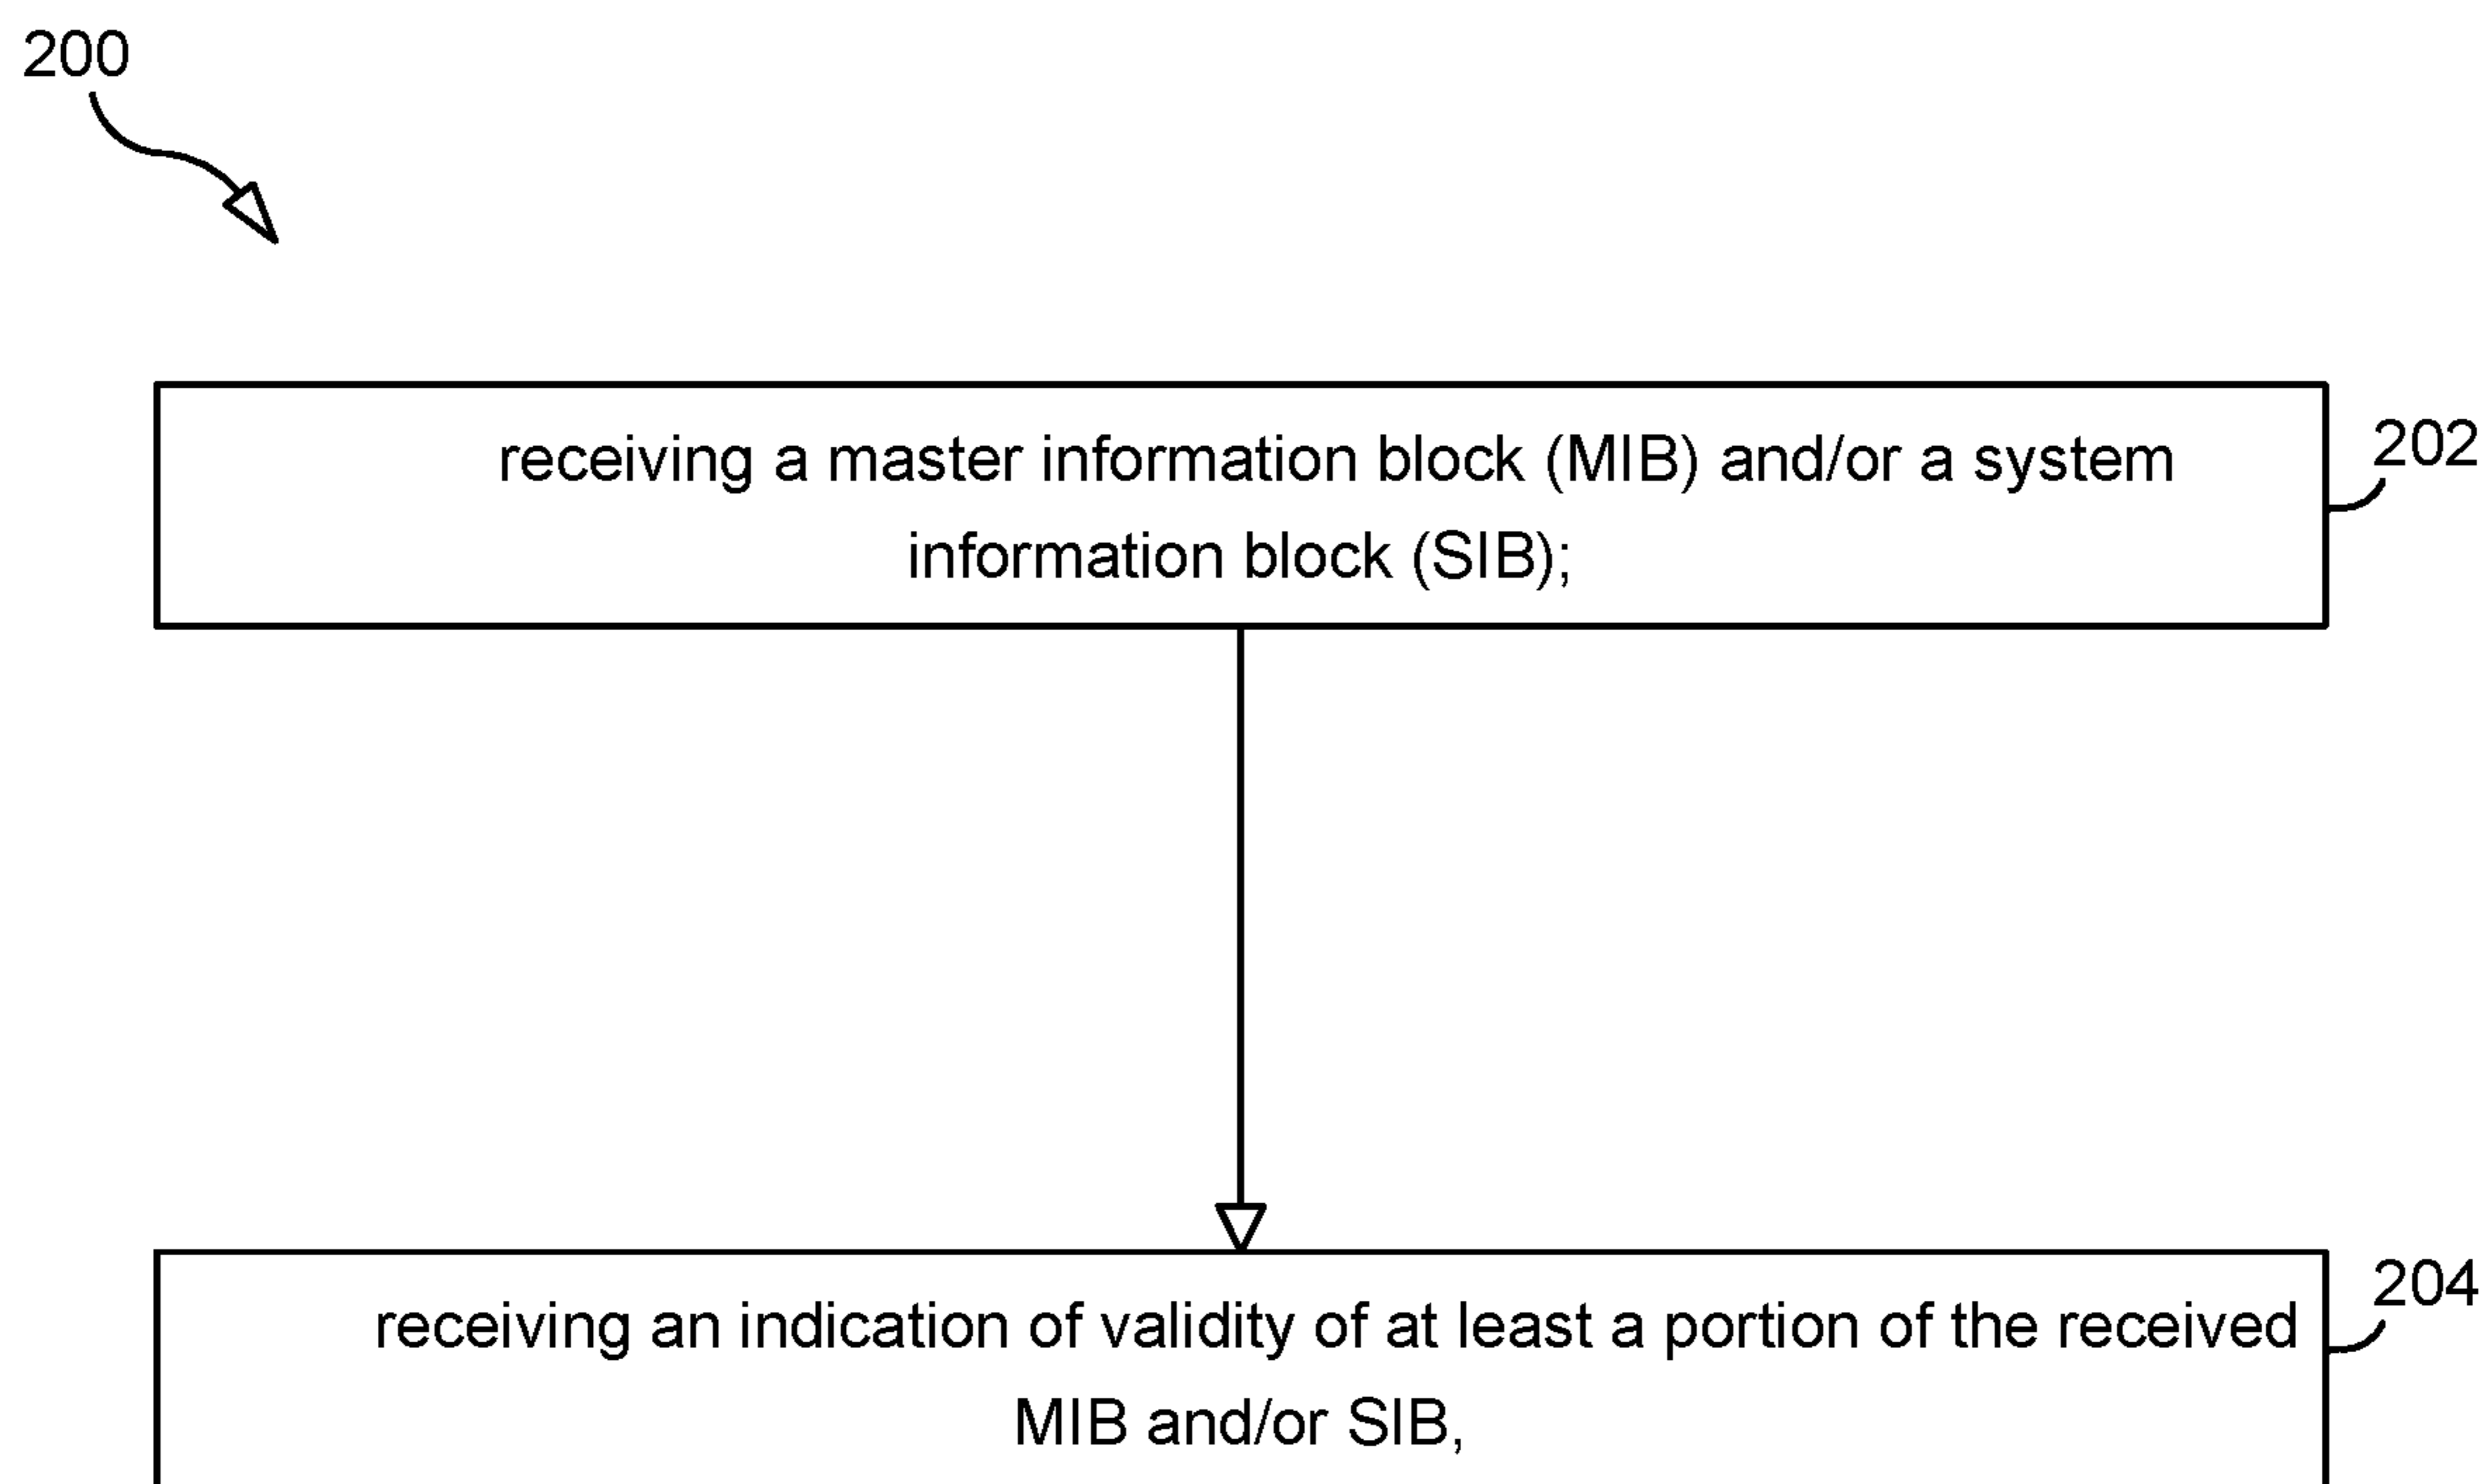 200
receiving a master information block (MIB) and/or a system
202
information block (SIB);
receiving an indication of validity of at least a portion of the received
204
MIB and/or SIB,